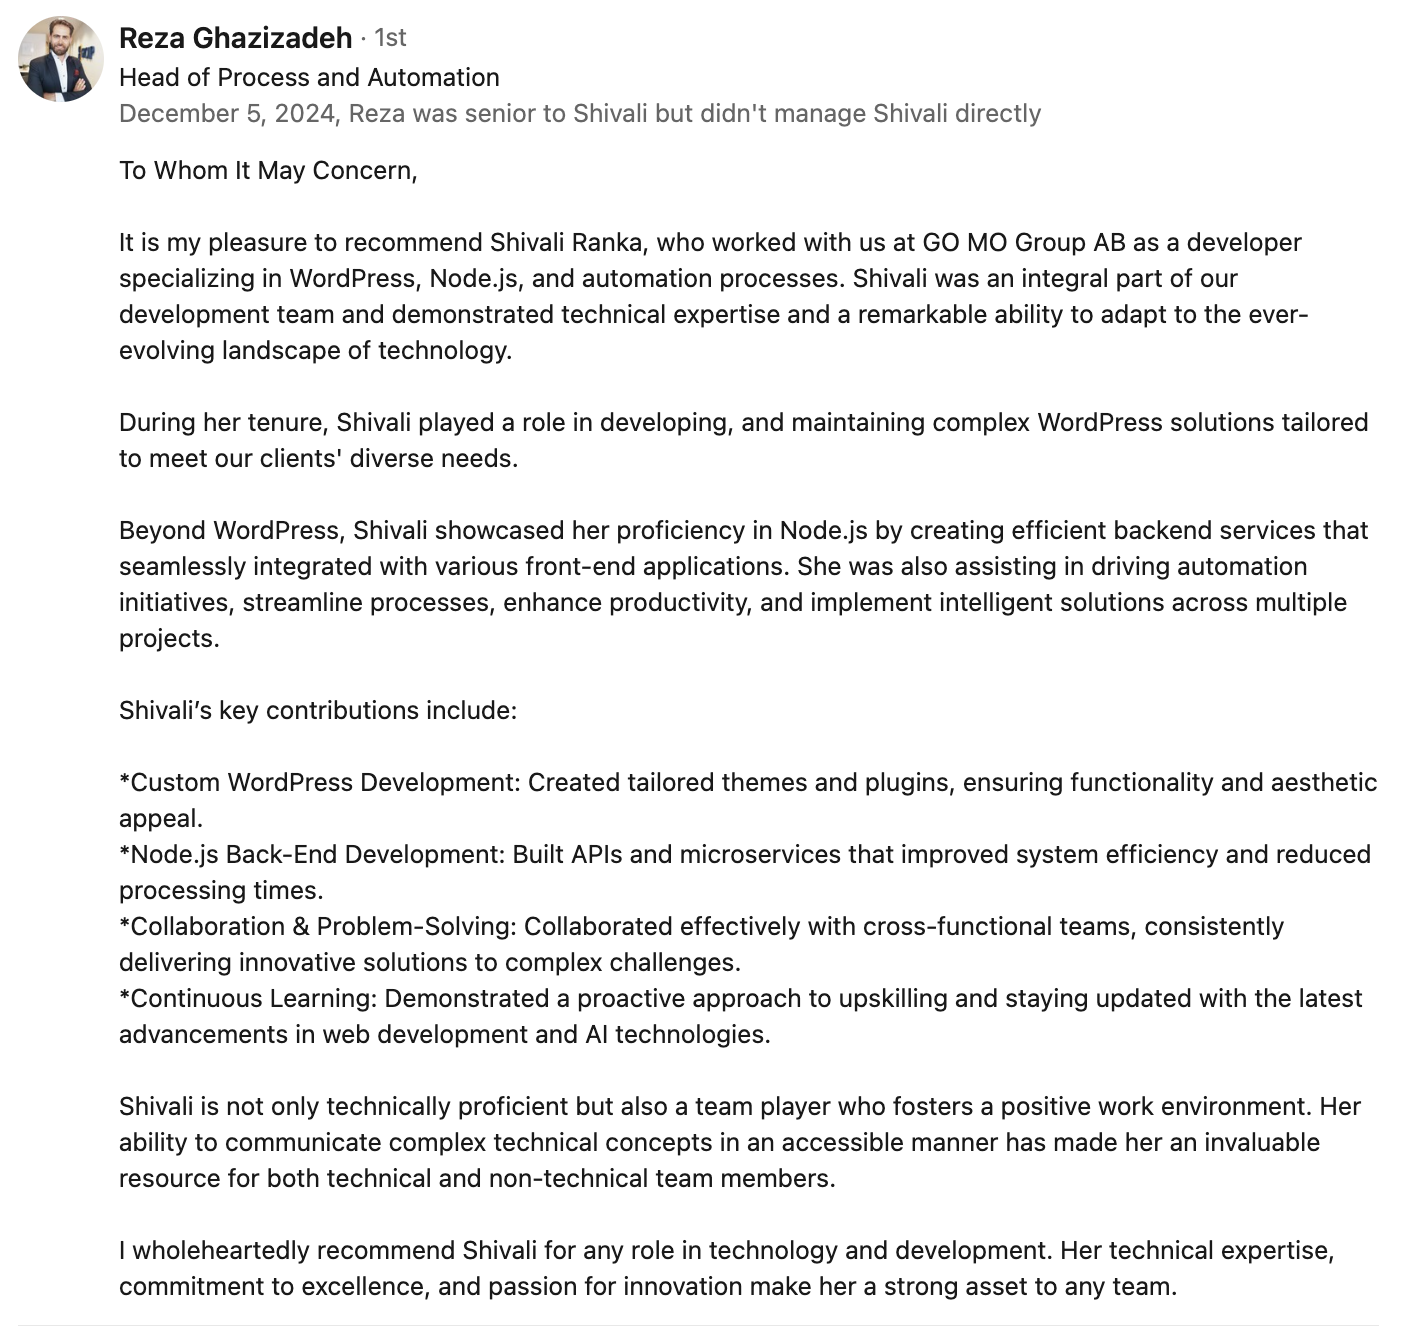 Reza Ghazizadeh · 1st
Head of Process and Automation
December 5, 2024, Reza was senior to Shivali but didn't manage Shivali directly
To Whom It May Concern,
It is my pleasure to recommend Shivali Ranka, who worked with us at GO MO Group AB as a developer
specializing in WordPress, Node.js, and automation processes. Shivali was an integral part of our
development team and demonstrated technical expertise and a remarkable ability to adapt to the ever-
evolving landscape of technology.
During her tenure, Shivali played a role in developing, and maintaining complex WordPress solutions tailored
to meet our clients' diverse needs.
Beyond WordPress, Shivali showcased her proficiency in Node.js by creating efficient backend services that
seamlessly integrated with various front-end applications. She was also assisting in driving automation
initiatives, streamline processes, enhance productivity, and implement intelligent solutions across multiple
projects.
Shivali’s key contributions include:
*Custom WordPress Development: Created tailored themes and plugins, ensuring functionality and aesthetic
appeal.
*Node.js Back-End Development: Built APIs and microservices that improved system efficiency and reduced
processing times.
*Collaboration & Problem-Solving: Collaborated effectively with cross-functional teams, consistently
delivering innovative solutions to complex challenges.
*Continuous Learning: Demonstrated a proactive approach to upskilling and staying updated with the latest
advancements in web development and AI technologies.
Shivali is not only technically proficient but also a team player who fosters a positive work environment. Her
ability to communicate complex technical concepts in an accessible manner has made her an invaluable
resource for both technical and non-technical team members.
I wholeheartedly recommend Shivali for any role in technology and development. Her technical expertise,
commitment to excellence, and passion for innovation make her a strong asset to any team.